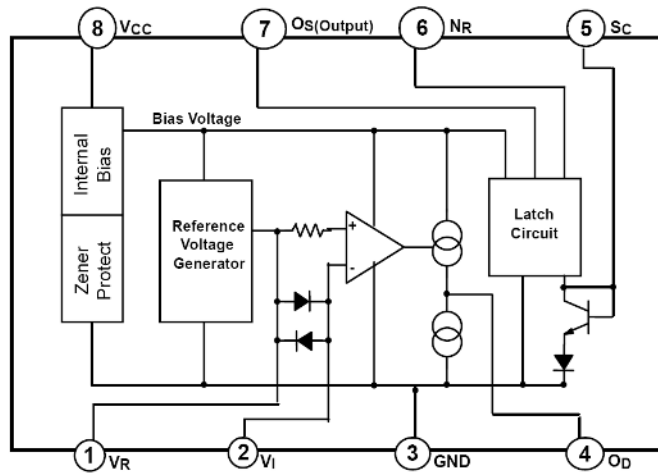 8 VCC
7 OS(Output)
6 NR
5 SC
Bias Voltage
Internal
Bias
Zener
Protect
Reference
Voltage
Generator
+
-
Latch
Circuit
1 VR
2 VI
3 GND
4 OD